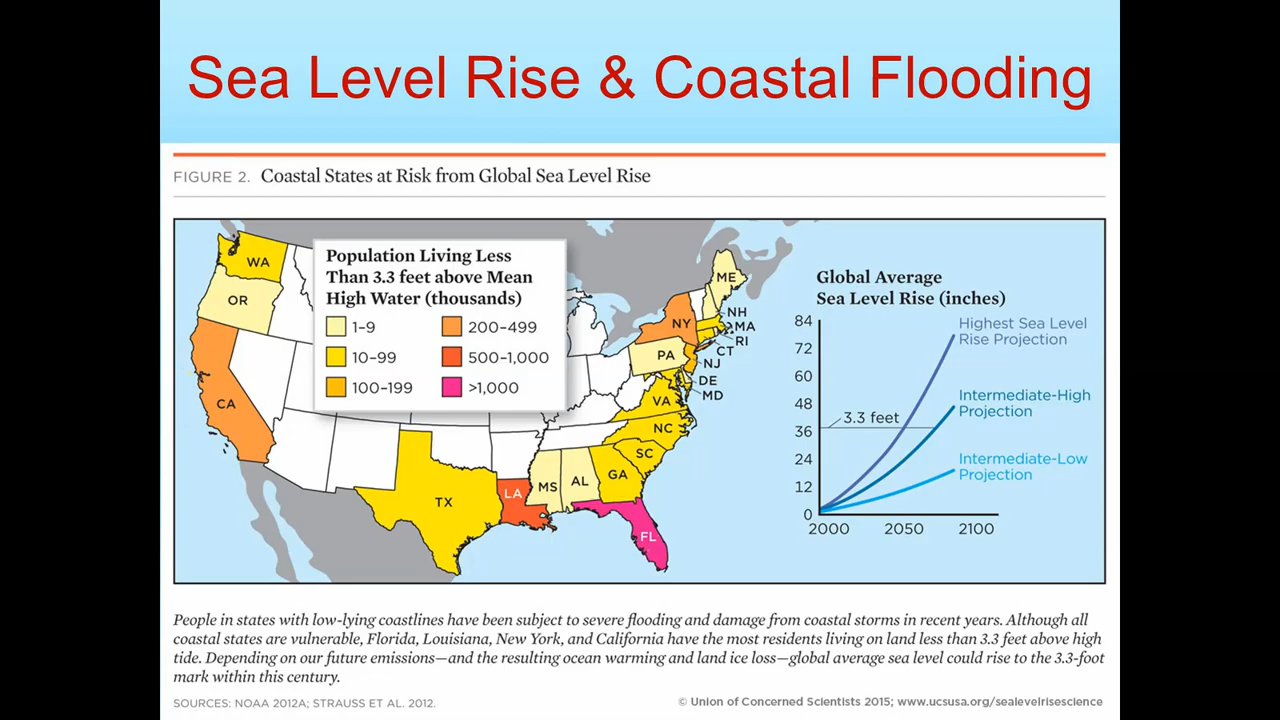 Sea Level Rise & Coastal Flooding
FIGURE 2. Coastal States at Risk from Global Sea Level Rise
Population Living Less
Than 3.3 feet above Mean
High Water (thousands)
1–9
200–499
10–99
500–1,000
100–199
>1,000
WA
OR
CA
TX
LA
MS
AL
GA
FL
SC
NC
VA
PA
NY
ME
NH
MA
RI
CT
NJ
DE
MD
Global Average
Sea Level Rise (inches)
84
72
60
48
36
24
12
0
3.3 feet
Highest Sea Level
Rise Projection
Intermediate-High
Projection
Intermediate-Low
Projection
2000
2050
2100
People in states with low-lying coastlines have been subject to severe flooding and damage from coastal storms in recent years. Although all
coastal states are vulnerable, Florida, Louisiana, New York, and California have the most residents living on land less than 3.3 feet above high
tide. Depending on our future emissions—and the resulting ocean warming and land ice loss—global average sea level could rise to the 3.3-foot
mark within this century.
SOURCES: NOAA 2012A; STRAUSS ET AL. 2012.
© Union of Concerned Scientists 2015; www.ucsusa.org/sealevelrisescience